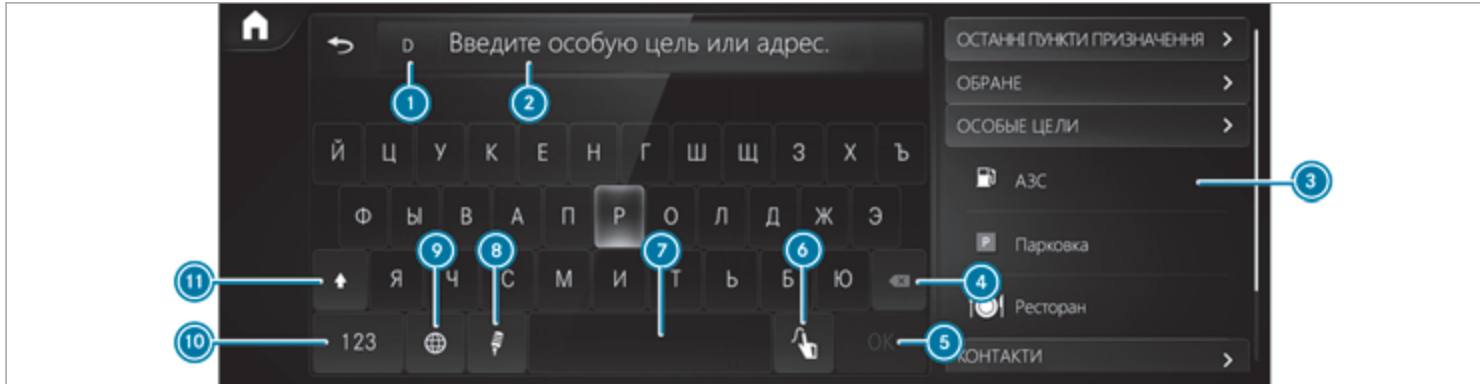 D Введите особую цель или адрес.
1 2
Й Ц У К Е Н Г Ш Щ З Х Ъ
Ф Ы В А П Р О Л Д Ж Э
9 8 7 6
11 Я Ч С М И Т Ь Б Ю 4
10 123 OK 5
ОСТАННІ ПУНКТИ ПРИЗНАЧЕННЯ
ОБРАНЕ
ОСОБЫЕ ЦЕЛИ
АЗС 3
P Парковка
Ресторан
КОНТАКТИ